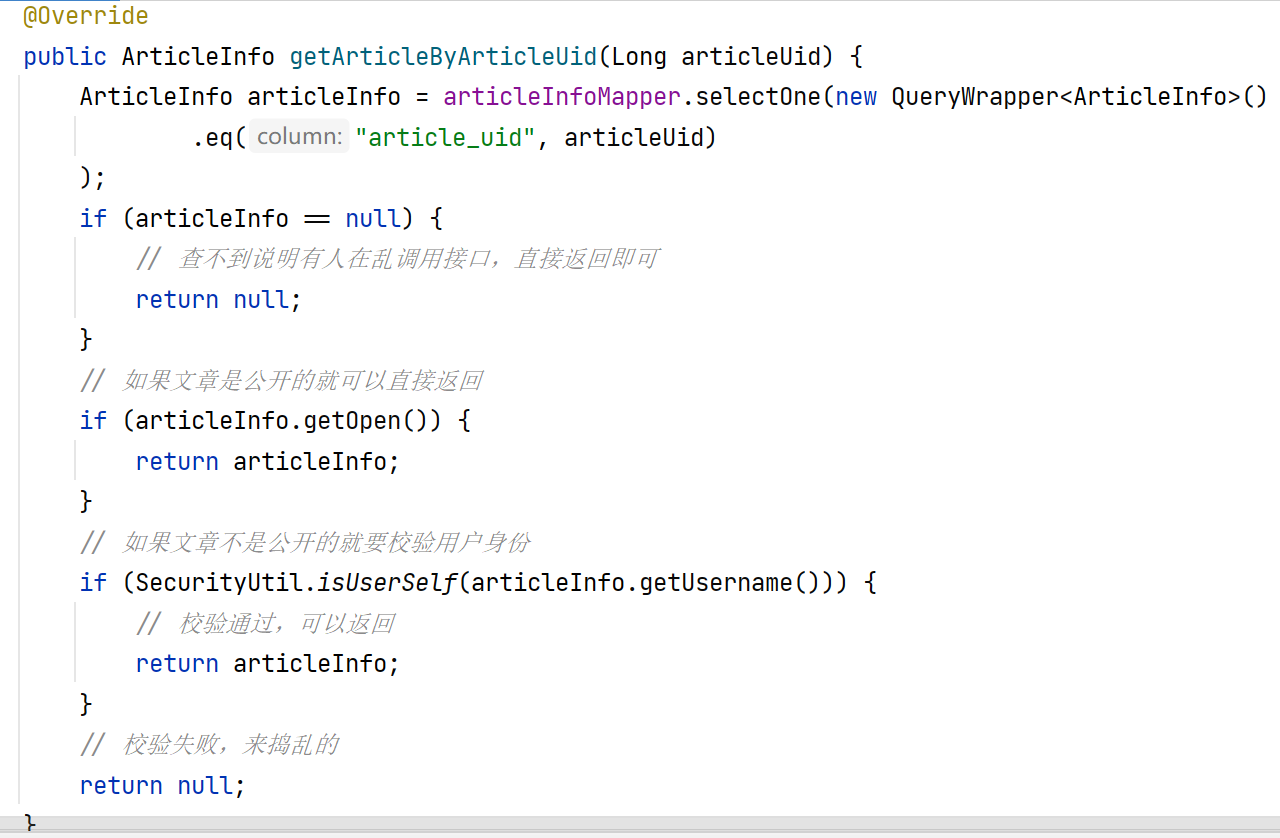 @Override
public ArticleInfo getArticleByArticleUid(Long articleUid) {
ArticleInfo articleInfo = articleInfoMapper.selectOne(new QueryWrapper<ArticleInfo>()
.eq( column: "article_uid", articleUid)
);
if (articleInfo == null) {
// 查不到说明有人在乱调用接口，直接返回即可
return null;
}
// 如果文章是公开的就可以直接返回
if (articleInfo.getOpen()) {
return articleInfo;
}
// 如果文章不是公开的就要校验用户身份
if (SecurityUtil.isUserSelf(articleInfo.getUsername())) {
// 校验通过，可以返回
return articleInfo;
}
// 校验失败，来捣乱的
return null;
}